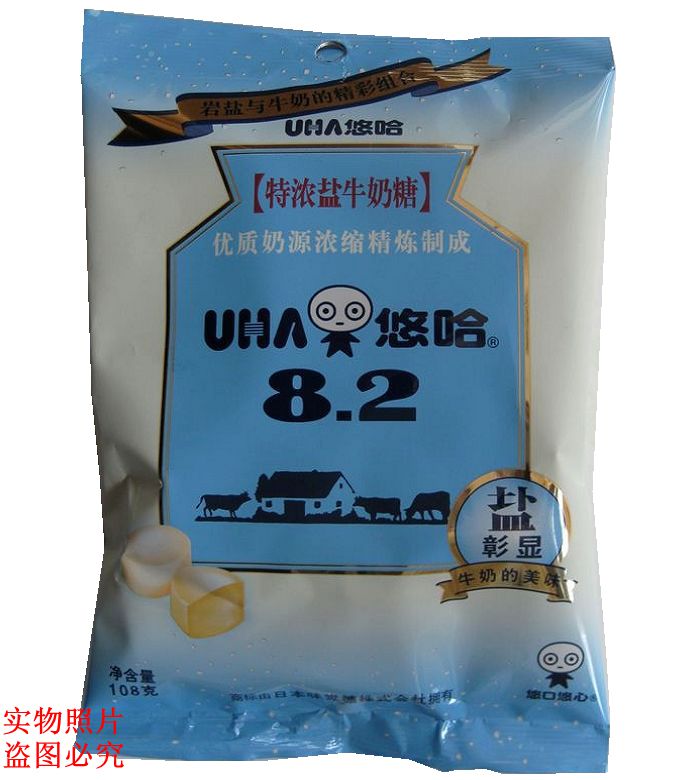 岩盐与牛奶的精彩组合
UHA悠哈
【特浓盐牛奶糖】
优质奶源浓缩精炼制成
UHA悠哈®
8.2
盐
彰显
牛奶的美味
净含量
108克
商标由日本味觉糖株式会社拥有
悠口悠心®
实物照片
盗图必究